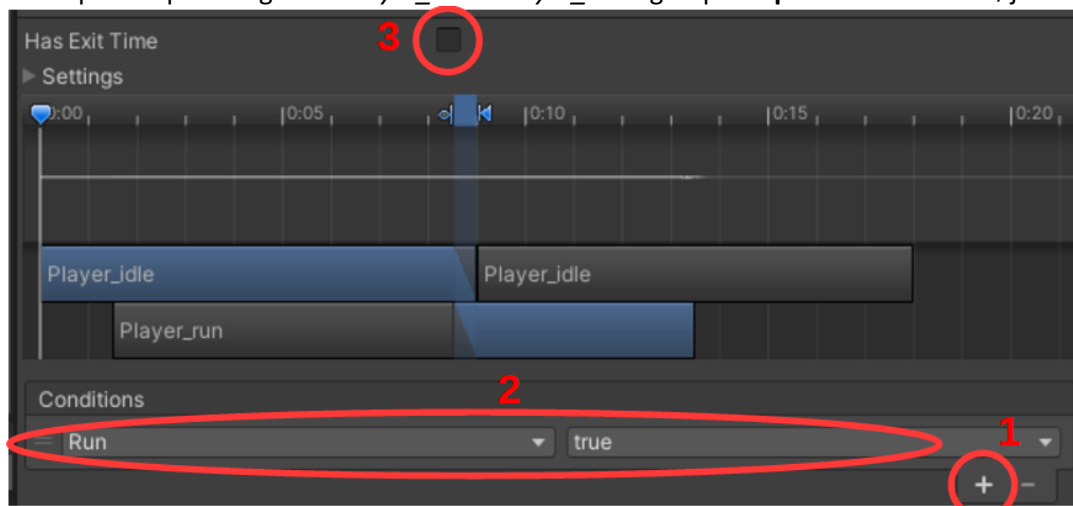 Has Exit Time 3
Settings
0:00 0:05 0:10 0:15 0:20
Player_idle Player_idle
Player_run
Conditions 2
Run true 1
+ -